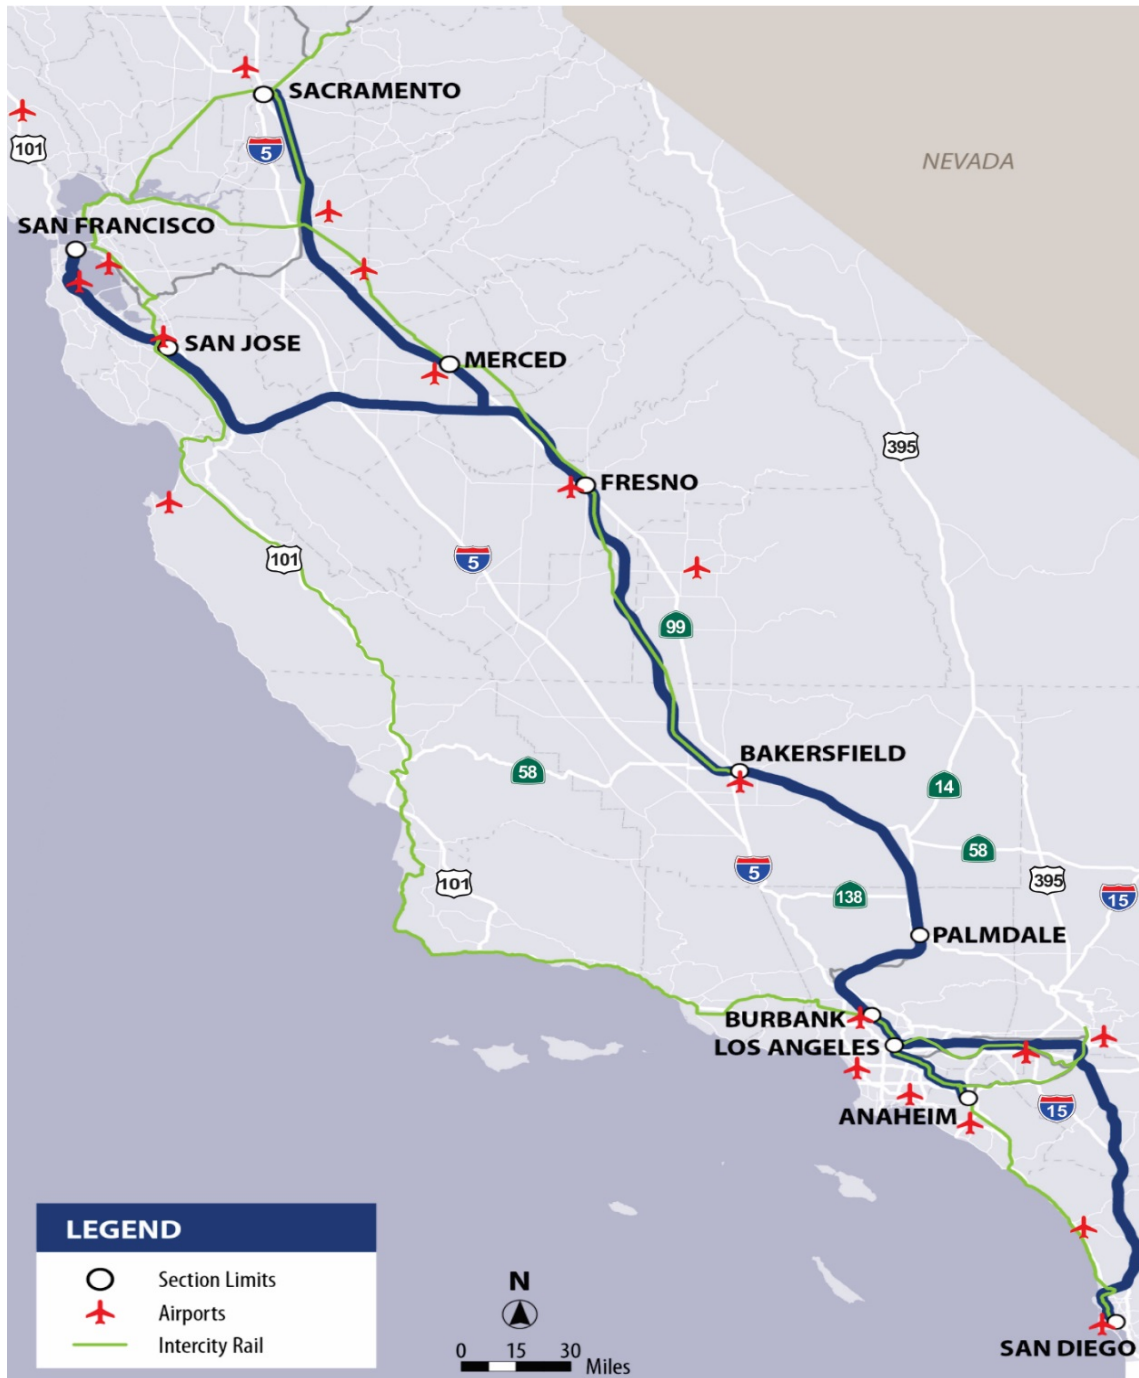 SACRAMENTO
101
5
NEVADA
SAN FRANCISCO
SAN JOSE
MERCED
395
FRESNO
101
5
99
BAKERSFIELD
58
14
58
5
101
138
395
15
PALMDALE
BURBANK
LOS ANGELES
ANAHEIM
15
LEGEND
Section Limits
Airports
Intercity Rail
N
0 15 30
Miles
SAN DIEGO